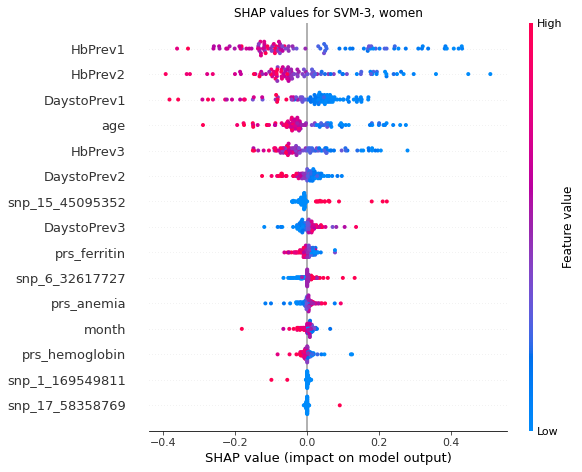 SHAP values for SVM-3, women
High
HbPrev1
HbPrev2
DaystoPrev1
age
HbPrev3
DaystoPrev2
snp_15_45095352
DaystoPrev3
prs_ferritin
snp_6_32617727
prs_anemia
month
prs_hemoglobin
snp_1_169549811
snp_17_58358769
Feature value
Low
−0.4 −0.2 0.0 0.2 0.4
SHAP value (impact on model output)